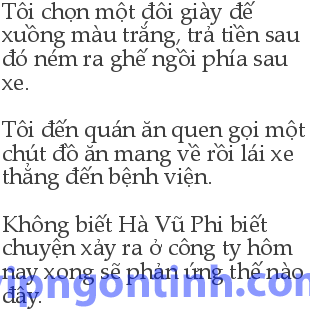 Tôi chọn một đôi giày đế
xuồng màu trắng, trả tiền sau
đó ném ra ghế ngồi phía sau
xe.
Tôi đến quán ăn quen gọi một
chút đồ ăn mang về rồi lái xe
thẳng đến bệnh viện.
Không biết Hà Vũ Phi biết
chuyện xảy ra ở công ty hôm
nay xong sẽ phản ứng thế nào
đây.
ipngontinh.com